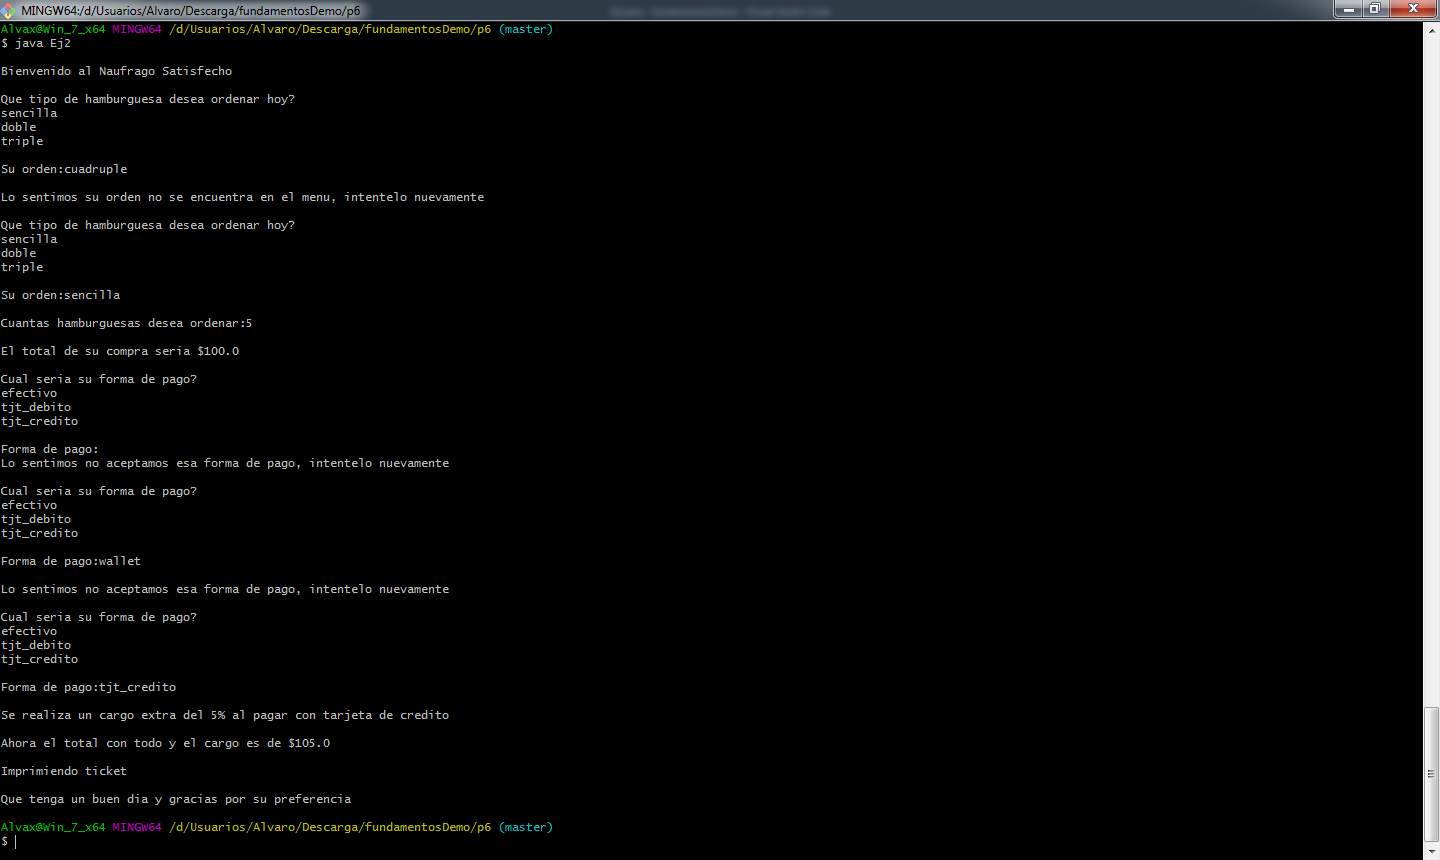 MINGW64:/d/Usuarios/Alvaro/Descarga/fundamentosDemo/p6
Alvax@Win_7_x64 MINGW64 /d/Usuarios/Alvaro/Descarga/fundamentosDemo/p6 (master)
$ java Ej2
Bienvenido al Naufrago Satisfecho
Que tipo de hamburguesa desea ordenar hoy?
sencilla
doble
triple
Su orden:cuadruple
Lo sentimos su orden no se encuentra en el menu, intentelo nuevamente
Que tipo de hamburguesa desea ordenar hoy?
sencilla
doble
triple
Su orden:sencilla
Cuantas hamburguesas desea ordenar:5
El total de su compra seria $100.0
Cual seria su forma de pago?
efectivo
tjt_debito
tjt_credito
Forma de pago:
Lo sentimos no aceptamos esa forma de pago, intentelo nuevamente
Cual seria su forma de pago?
efectivo
tjt_debito
tjt_credito
Forma de pago:wallet
Lo sentimos no aceptamos esa forma de pago, intentelo nuevamente
Cual seria su forma de pago?
efectivo
tjt_debito
tjt_credito
Forma de pago:tjt_credito
Se realiza un cargo extra del 5% al pagar con tarjeta de credito
Ahora el total con todo y el cargo es de $105.0
Imprimiendo ticket
Que tenga un buen dia y gracias por su preferencia
Alvax@Win_7_x64 MINGW64 /d/Usuarios/Alvaro/Descarga/fundamentosDemo/p6 (master)
$